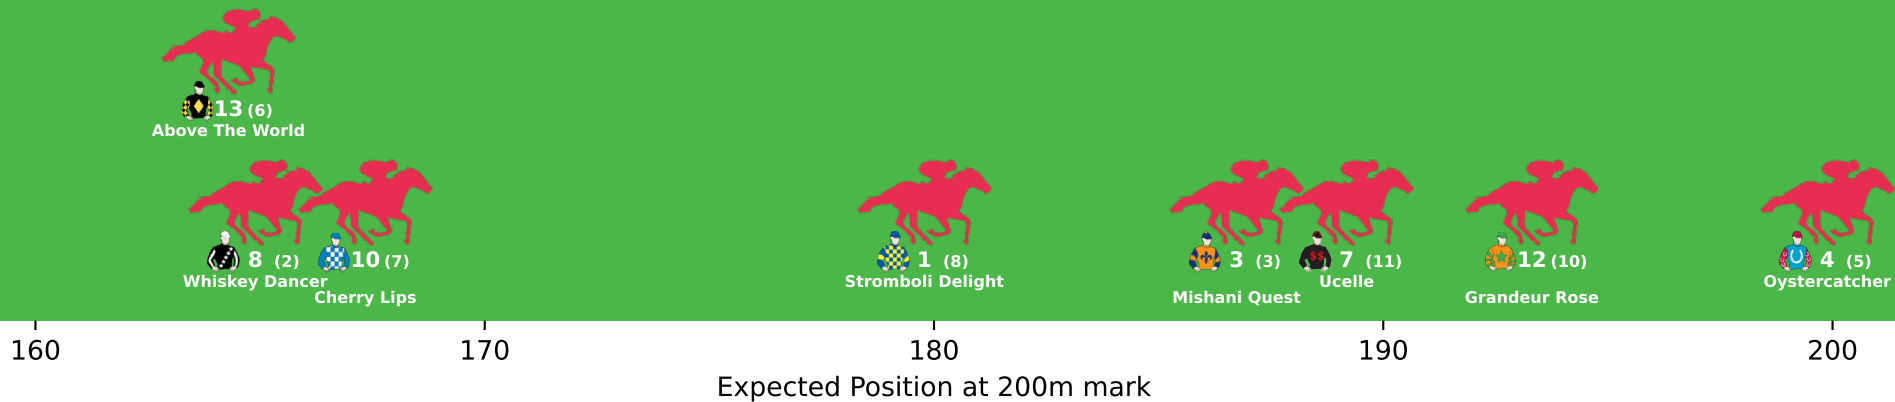 13 (6)
Above The World
8 (2) 10 (7) 1 (8) $$ 3 (3) 7 (11) 12 (10) 4 (5)
Whiskey Dancer Stromboli Delight Ucelle Oystercatcher
Cherry Lips Mishani Quest Grandeur Rose
160 170 180 190 200
Expected Position at 200m mark